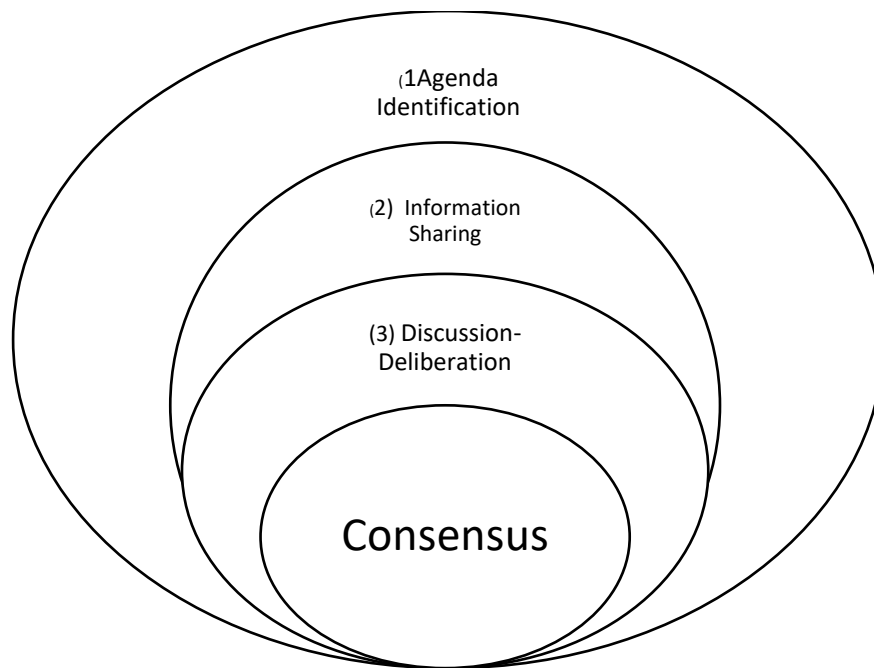 (1Agenda
Identification
(2) Information
Sharing
(3) Discussion-
Deliberation
Consensus